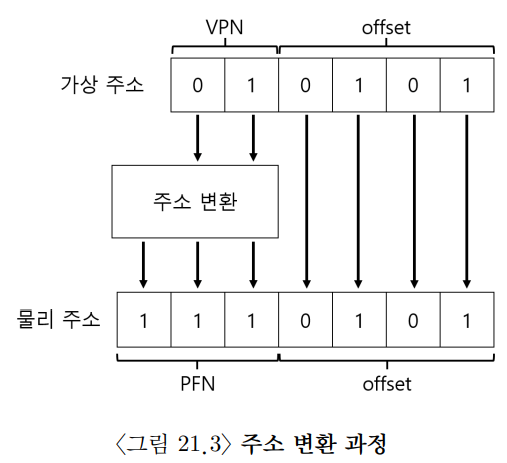 VPN offset
가상 주소 0 1 0 1 0 1
주소 변환
물리 주소 1 1 1 0 1 0 1
PFN offset
〈그림 21.3〉 주소 변환 과정